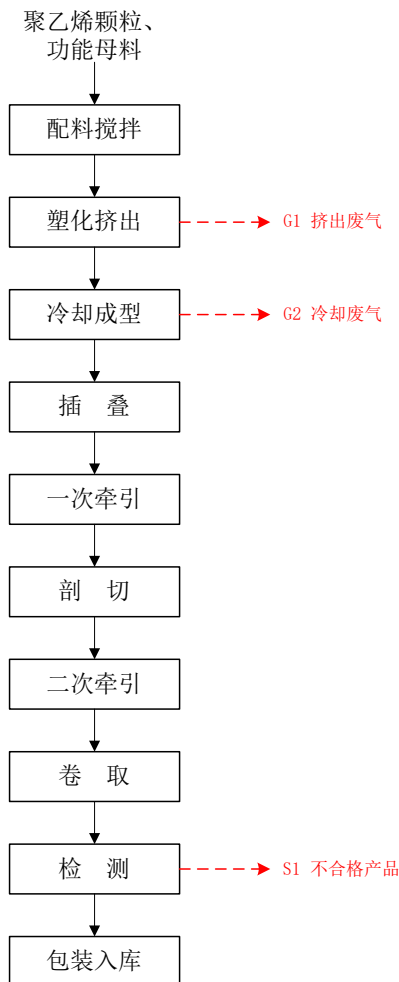 聚乙烯颗粒、
功能母料
配料搅拌
塑化挤出
G1 挤出废气
冷却成型
G2 冷却废气
插 叠
一次牵引
剖 切
二次牵引
卷 取
检 测
S1 不合格产品
包装入库